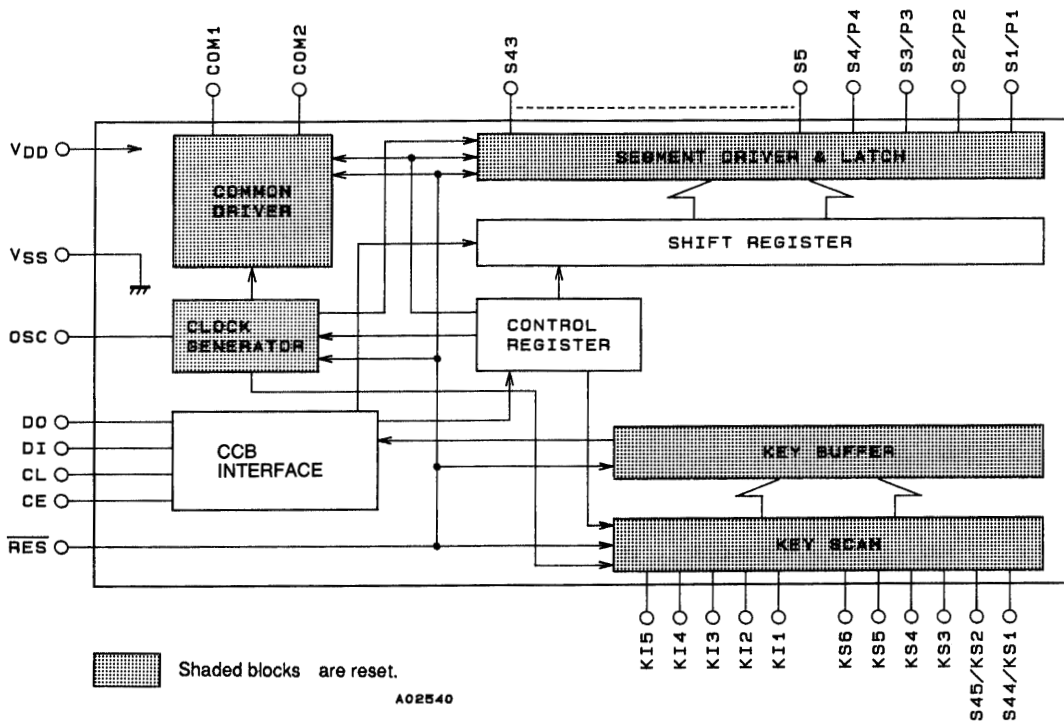 COM1
COM2
S43
S5
S4/P4
S3/P3
S2/P2
S1/P1
VDD
COMMON
DRIVER
SEGMENT DRIVER & LATCH
SHIFT REGISTER
VSS
OSC
CLOCK
GENERATOR
CONTROL
REGISTER
DO
DI
CL
CE
CCB
INTERFACE
KEY BUFFER
RES
KEY SCAN
KI5
KI4
KI3
KI2
KI1
KS6
KS5
KS4
KS3
S45/KS2
S44/KS1
Shaded blocks are reset.
A02540